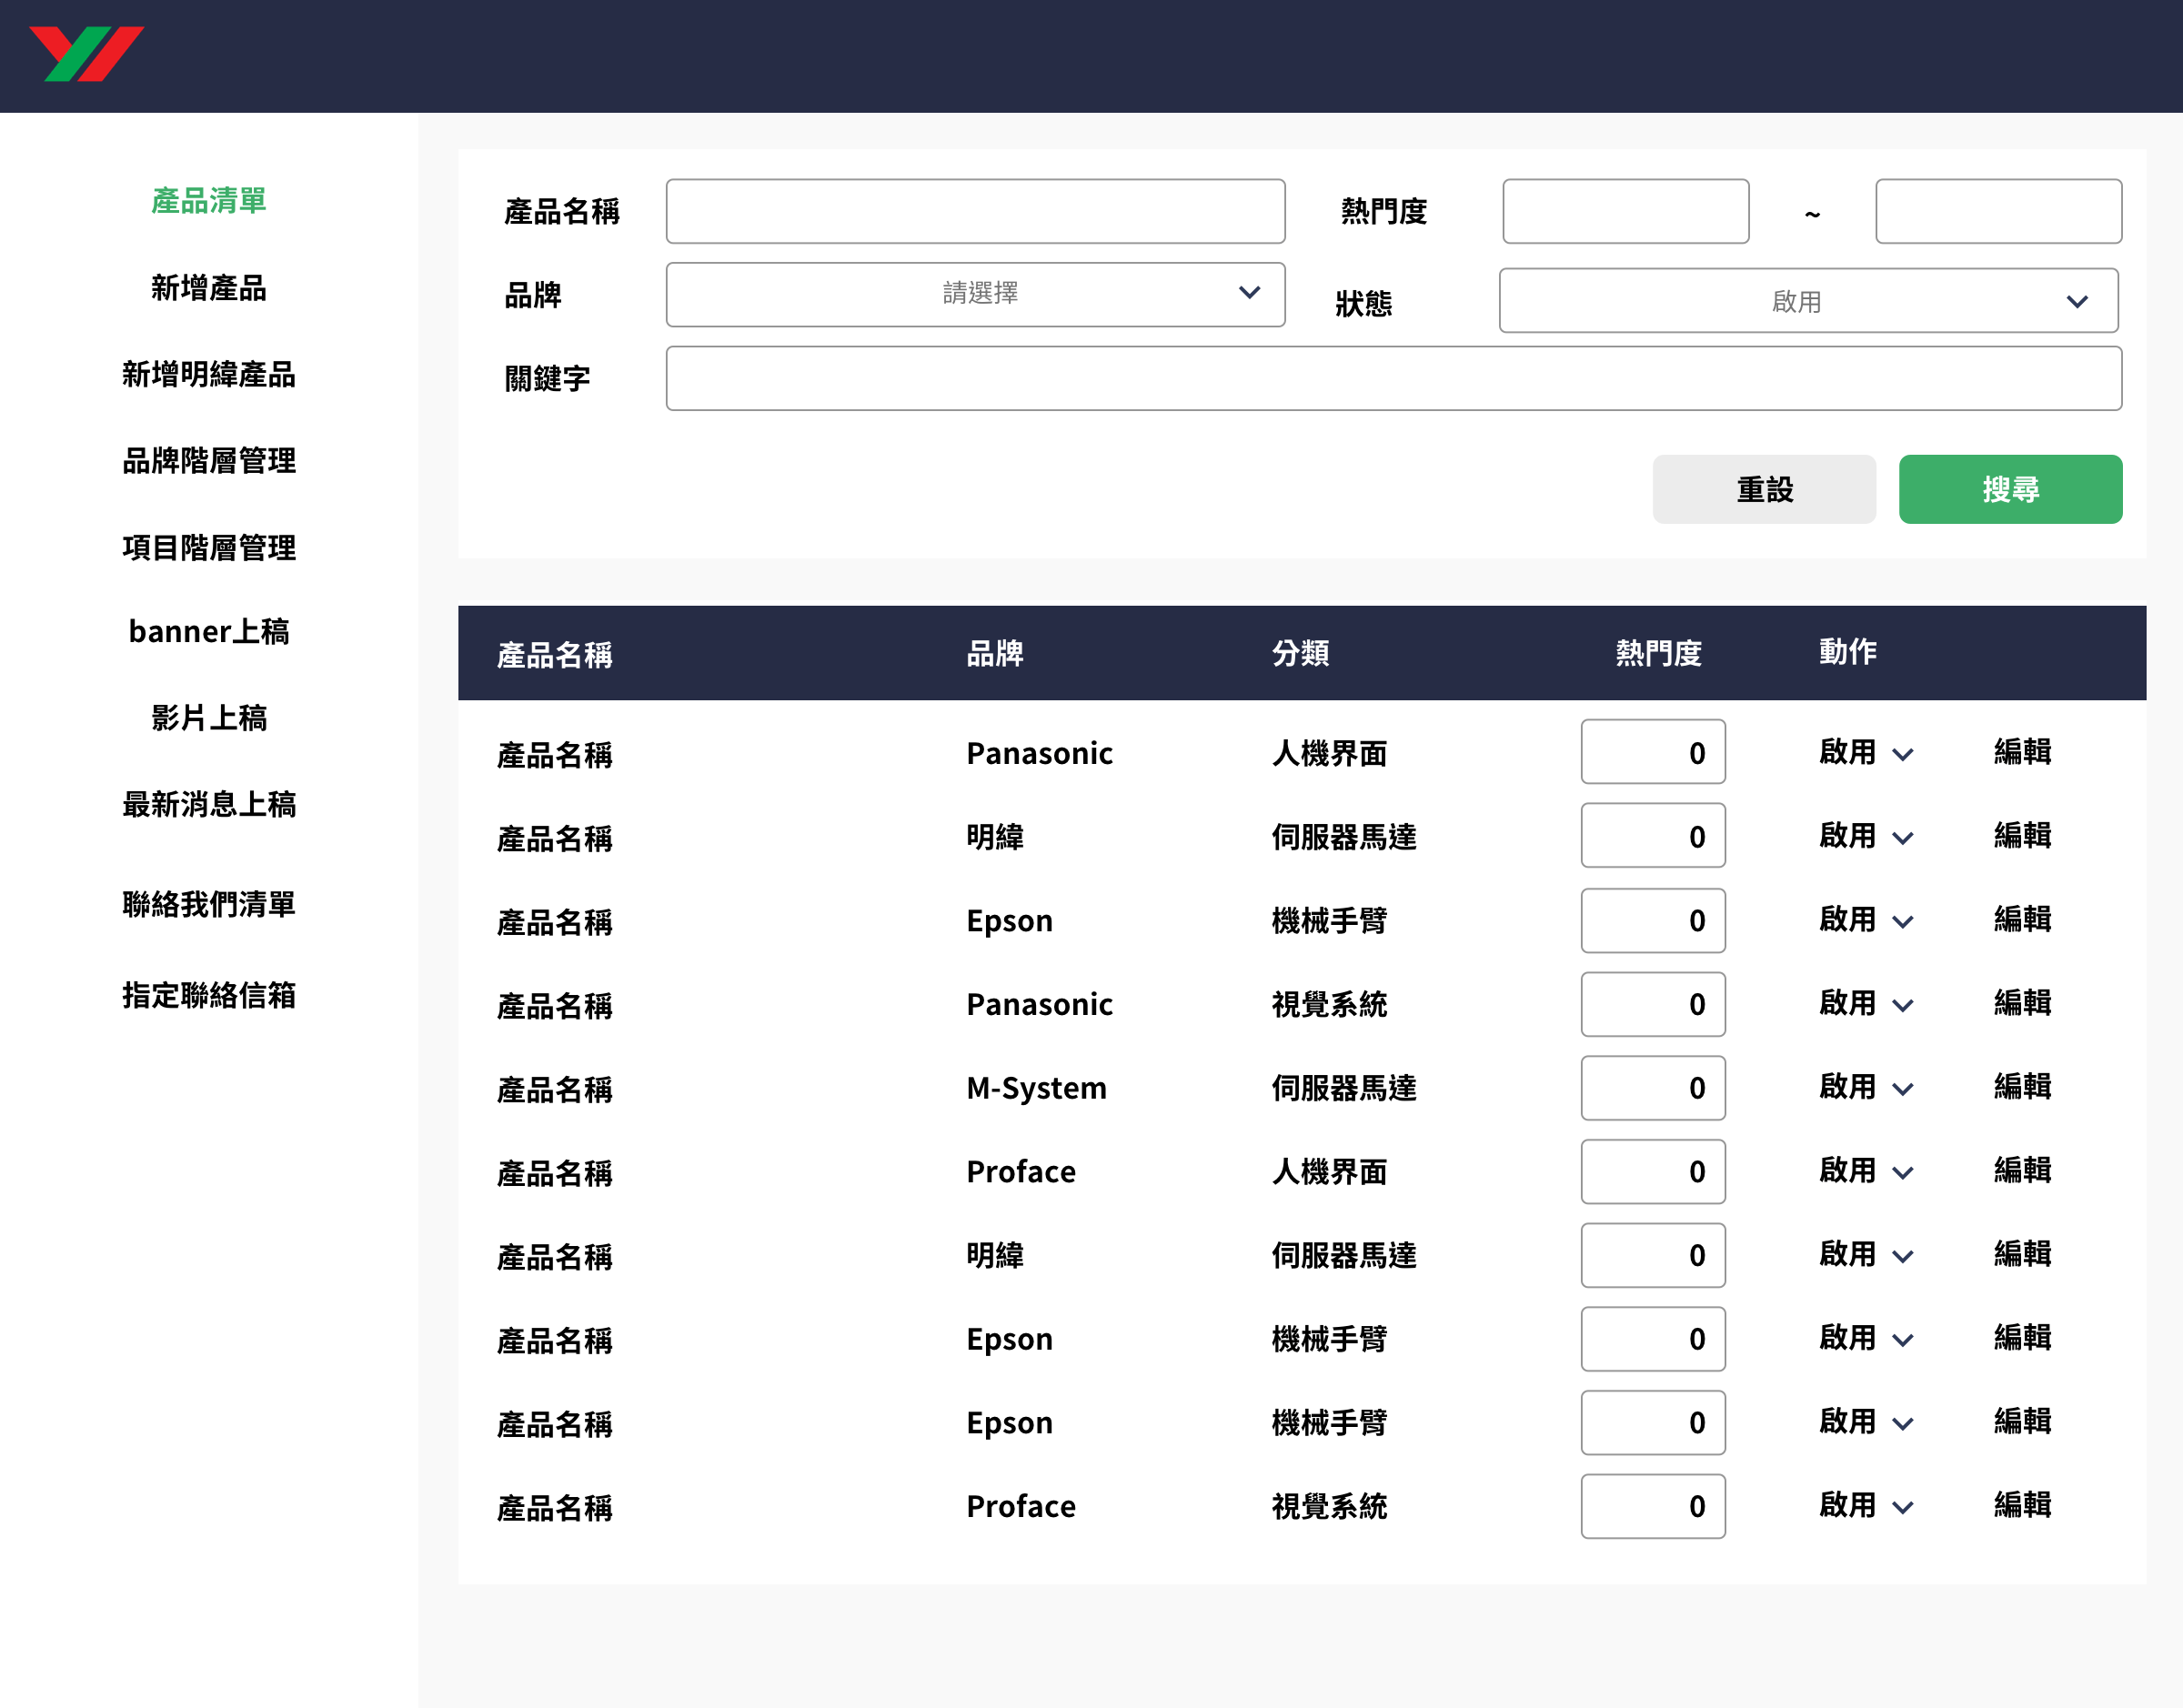 產品清單
新增產品
新增明緯產品
品牌階層管理
項目階層管理
banner上稿
影片上稿
最新消息上稿
聯絡我們清單
指定聯絡信箱
產品名稱 熱門度 ~
品牌 請選擇 狀態 啟用
關鍵字
重設 搜尋
產品名稱 品牌 分類 熱門度 動作
產品名稱 Panasonic 人機界面 0 啟用 編輯
產品名稱 明緯 伺服器馬達 0 啟用 編輯
產品名稱 Epson 機械手臂 0 啟用 編輯
產品名稱 Panasonic 視覺系統 0 啟用 編輯
產品名稱 M-System 伺服器馬達 0 啟用 編輯
產品名稱 Proface 人機界面 0 啟用 編輯
產品名稱 明緯 伺服器馬達 0 啟用 編輯
產品名稱 Epson 機械手臂 0 啟用 編輯
產品名稱 Epson 機械手臂 0 啟用 編輯
產品名稱 Proface 視覺系統 0 啟用 編輯